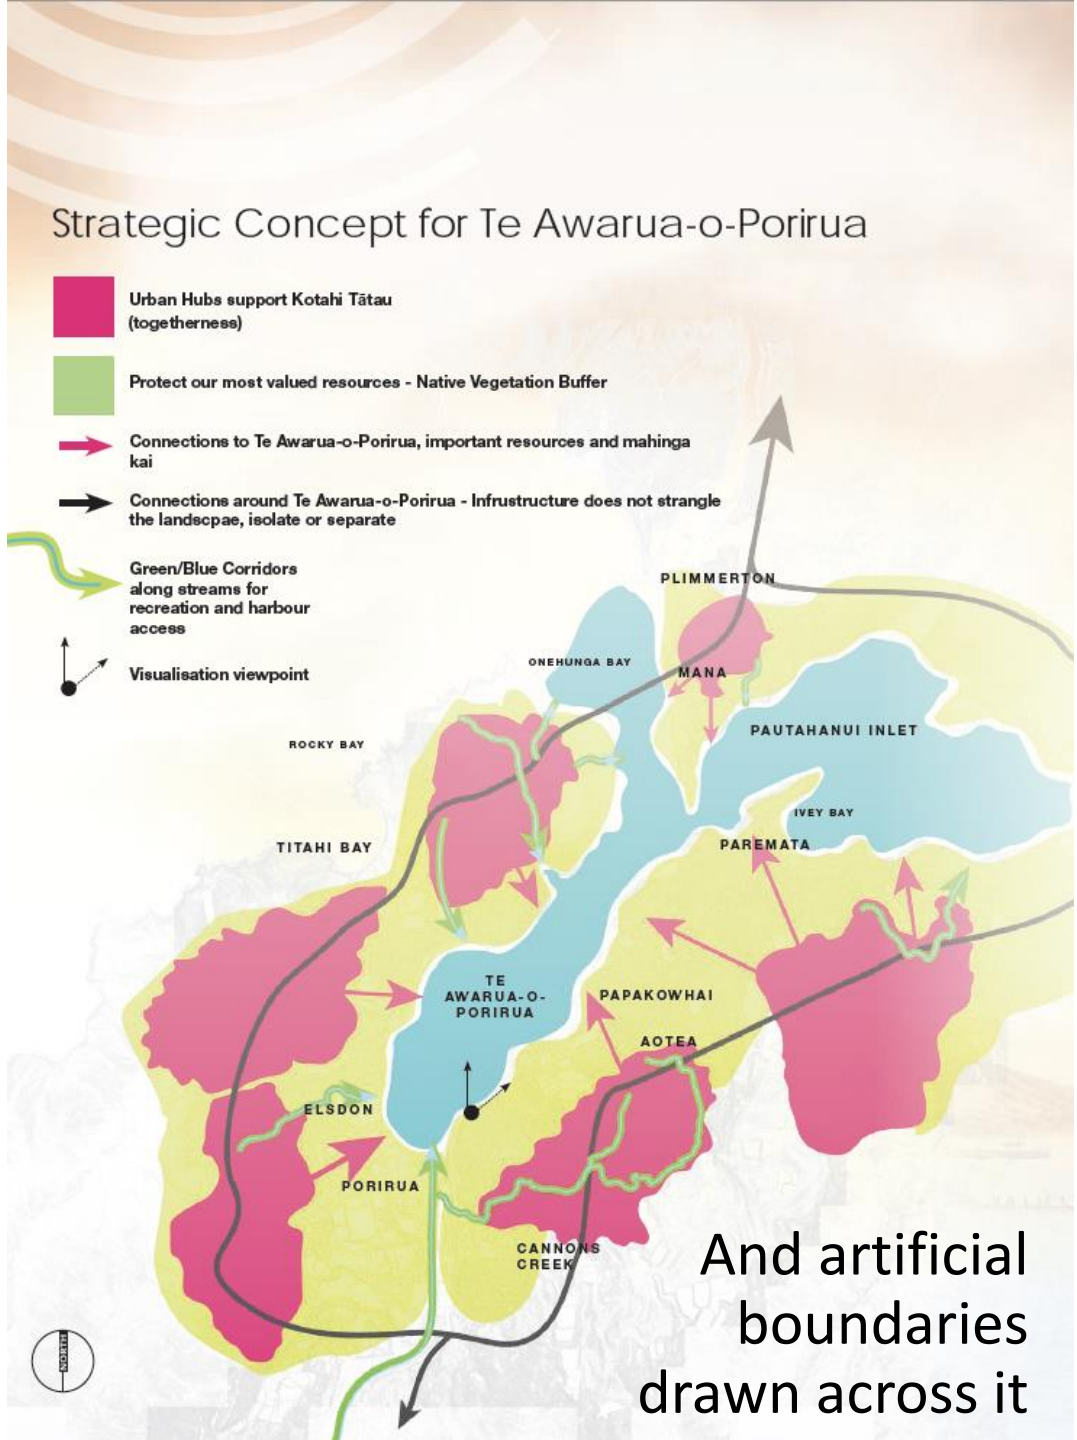 Strategic Concept for Te Awarua-o-Porirua
Urban Hubs support Kotahi Tātau
(togetherness)
Protect our most valued resources - Native Vegetation Buffer
Connections to Te Awarua-o-Porirua, important resources and mahinga
kai
Connections around Te Awarua-o-Porirua - Infrustructure does not strangle
the landscpae, isolate or separate
Green/Blue Corridors
along streams for
recreation and harbour
access
Visualisation viewpoint
PLIMMERTON
ONEHUNGA BAY
MANA
PAUTAHANUI INLET
ROCKY BAY
IVEY BAY
TITAHI BAY
PAREMATA
TE
AWARUA-O-
PORIRUA
PAPAKOWHAI
AOTEA
ELSDON
PORIRUA
CANNONS
CREEK
And artificial
boundaries
drawn across it
NORTH